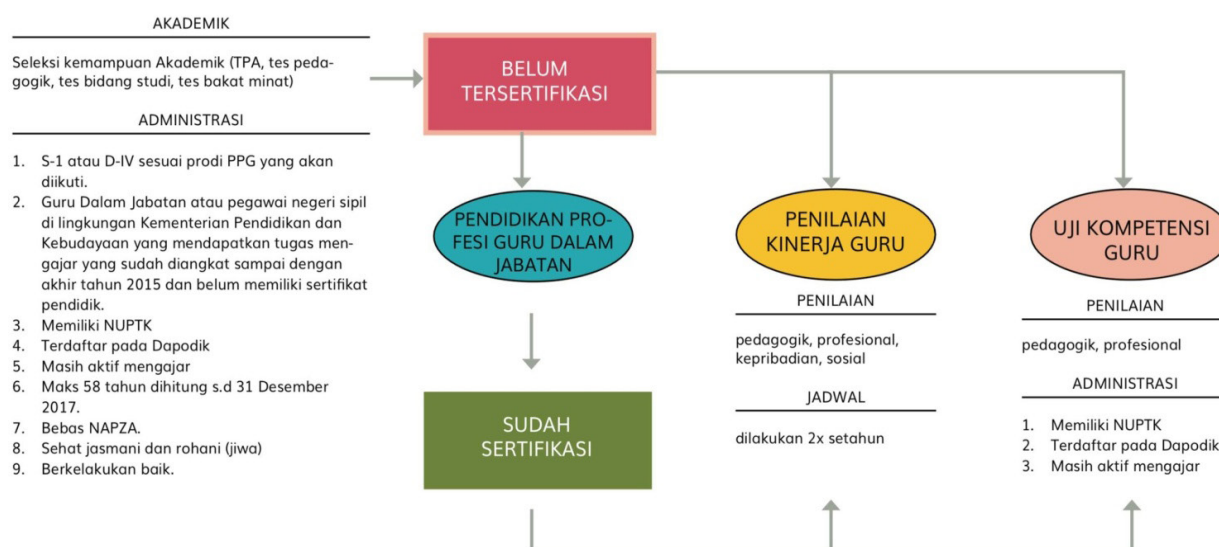 AKADEMIK
Seleksi kemampuan Akademik (TPA, tes peda-
gogik, tes bidang studi, tes bakat minat)
ADMINISTRASI
1. S-1 atau D-IV sesuai prodi PPG yang akan
diikuti.
2. Guru Dalam Jabatan atau pegawai negeri sipil
di lingkungan Kementerian Pendidikan dan
Kebudayaan yang mendapatkan tugas men-
gajar yang sudah diangkat sampai dengan
akhir tahun 2015 dan belum memiliki sertifikat
pendidik.
3. Memiliki NUPTK
4. Terdaftar pada Dapodik
5. Masih aktif mengajar
6. Maks 58 tahun dihitung s.d 31 Desember
2017.
7. Bebas NAPZA.
8. Sehat jasmani dan rohani (jiwa)
9. Berkelakukan baik.
BELUM
TERSERTIFIKASI
PENDIDIKAN PRO-
FESI GURU DALAM
JABATAN
SUDAH
SERTIFIKASI
PENILAIAN
KINERJA GURU
PENILAIAN
pedagogik, profesional,
kepribadian, sosial
JADWAL
dilakukan 2x setahun
UJI KOMPETENSI
GURU
PENILAIAN
pedagogik, profesional
ADMINISTRASI
1. Memiliki NUPTK
2. Terdaftar pada Dapodik
3. Masih aktif mengajar